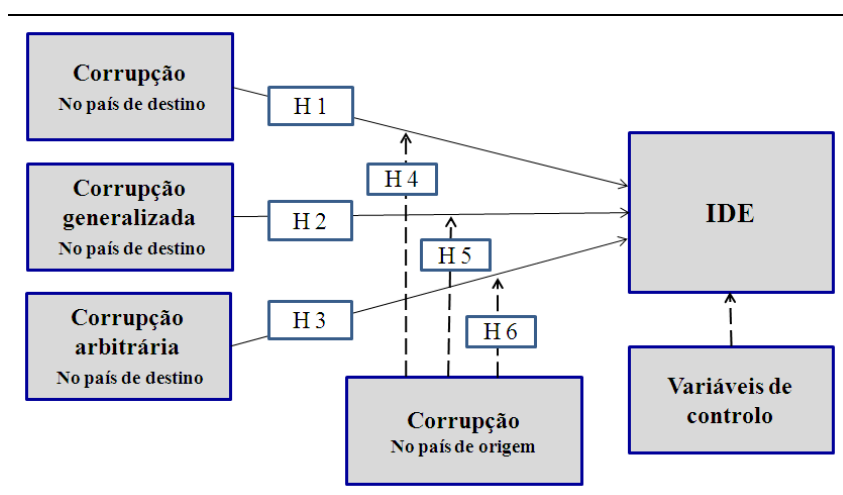 Corrupção
No país de destino
H 1
H 4
Corrupção
generalizada
No país de destino
H 2
IDE
H 5
Corrupção
arbitrária
No país de destino
H 3
H 6
Corrupção
No país de origem
Variáveis de
controlo